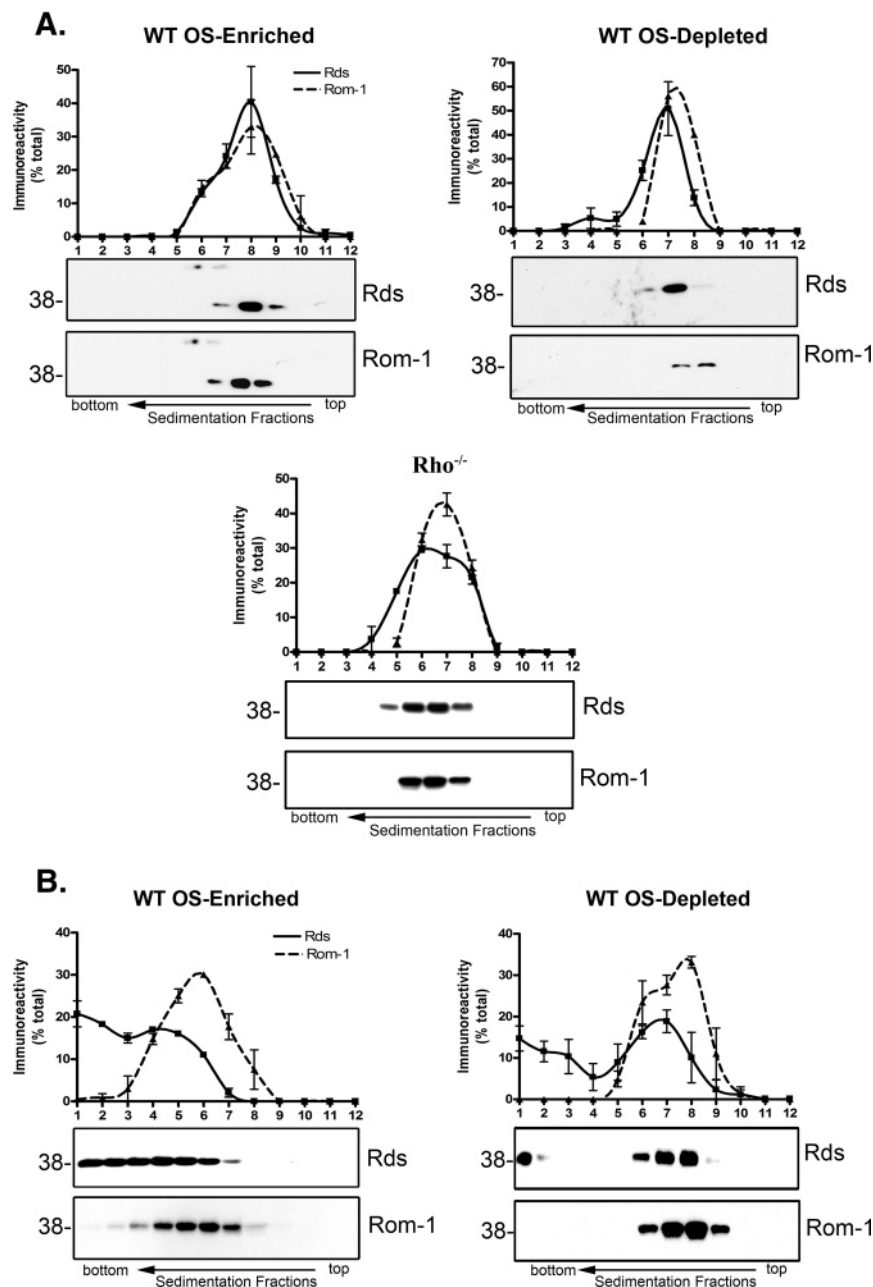 A.
WT OS-Enriched
Immunoreactivity
(% total)
50
40
30
20
10
0
Rds
Rom-1
1 2 3 4 5 6 7 8 9 10 11 12
38-
Rds
38-
Rom-1
bottom
top
Sedimentation Fractions
WT OS-Depleted
Immunoreactivity
(% total)
70
60
50
40
30
20
10
0
1 2 3 4 5 6 7 8 9 10 11 12
38-
Rds
38-
Rom-1
bottom
top
Sedimentation Fractions
Rho-/-
Immunoreactivity
(% total)
50
40
30
20
10
0
1 2 3 4 5 6 7 8 9 10 11 12
38-
Rds
38-
Rom-1
bottom
top
Sedimentation Fractions
B.
WT OS-Enriched
Immunoreactivity
(% total)
40
30
20
10
0
Rds
Rom-1
1 2 3 4 5 6 7 8 9 10 11 12
38-
Rds
38-
Rom-1
bottom
top
Sedimentation Fractions
WT OS-Depleted
Immunoreactivity
(% total)
40
30
20
10
0
1 2 3 4 5 6 7 8 9 10 11 12
38-
Rds
38-
Rom-1
bottom
top
Sedimentation Fractions